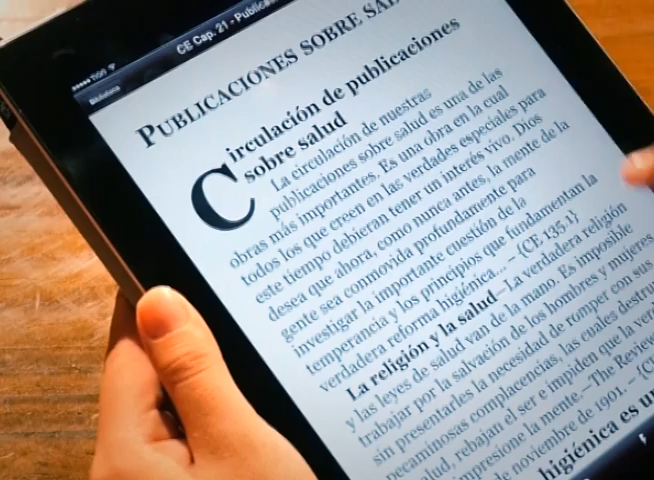 CE Cap. 21 - Publica
Biblioteca
PUBLICACIONES SOBRE SAL
Circulación de publicaciones
sobre salud
La circulación de nuestras
publicaciones sobre salud es una de las
obras más importantes. Es una obra en la cual
todos los que creen en las verdades especiales para
este tiempo debieran tener un interés vivo. Dios
desea que ahora, como nunca antes, la mente de la
gente sea conmovida profundamente para
investigar la importante cuestión de la
temperancia y los principios que fundamentan la
verdadera reforma higiénica... – {CE 135.1}
La religión y la salud—La verdadera religión
y las leyes de salud van de la mano. Es imposible
trabajar por la salvación de los hombres y mujeres
sin presentarles la necesidad de romper con sus
pecaminosas complacencias, las cuales destru
alud, rebajan el ser e impiden que la verd
impresione la mente.—The Review
de noviembre de 1901. – {C
higiénica es u